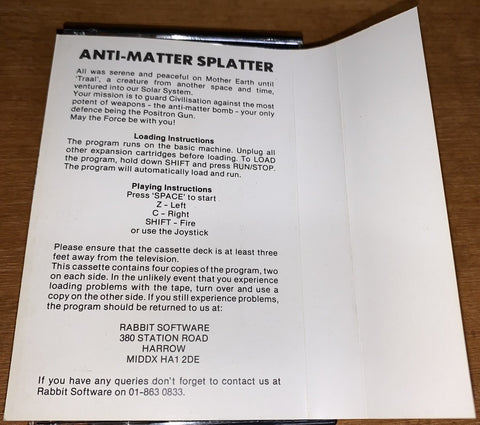 ANTI-MATTER SPLATTER
All was serene and peaceful on Mother Earth until
'Traal', a creature from another space and time,
ventured into our Solar System.
Your mission is to guard Civilisation against the most
potent of weapons - the anti-matter bomb - your only
defence being the Positron Gun.
May the Force be with you!
Loading Instructions
The program runs on the basic machine. Unplug all
other expansion cartridges before loading. To LOAD
the program, hold down SHIFT and press RUN/STOP.
The program will automatically load and run.
Playing Instructions
Press 'SPACE' to start
Z - Left
C - Right
SHIFT - Fire
or use the Joystick
Please ensure that the cassette deck is at least three
feet away from the television.
This cassette contains four copies of the program, two
on each side. In the unlikely event that you experience
loading problems with the tape, turn over and use a
copy on the other side. If you still experience problems,
the program should be returned to us at:
RABBIT SOFTWARE
380 STATION ROAD
HARROW
MIDDX HA1 2DE
If you have any queries don't forget to contact us at
Rabbit Software on 01-863 0833.